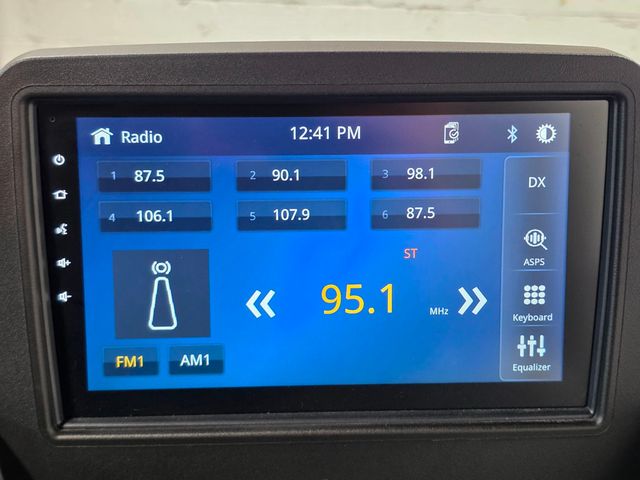 Radio 12:41 PM
1 87.5 2 90.1 3 98.1 DX
4 106.1 5 107.9 6 87.5
ST ASPS
95.1 MHz Keyboard
FM1 AM1 Equalizer